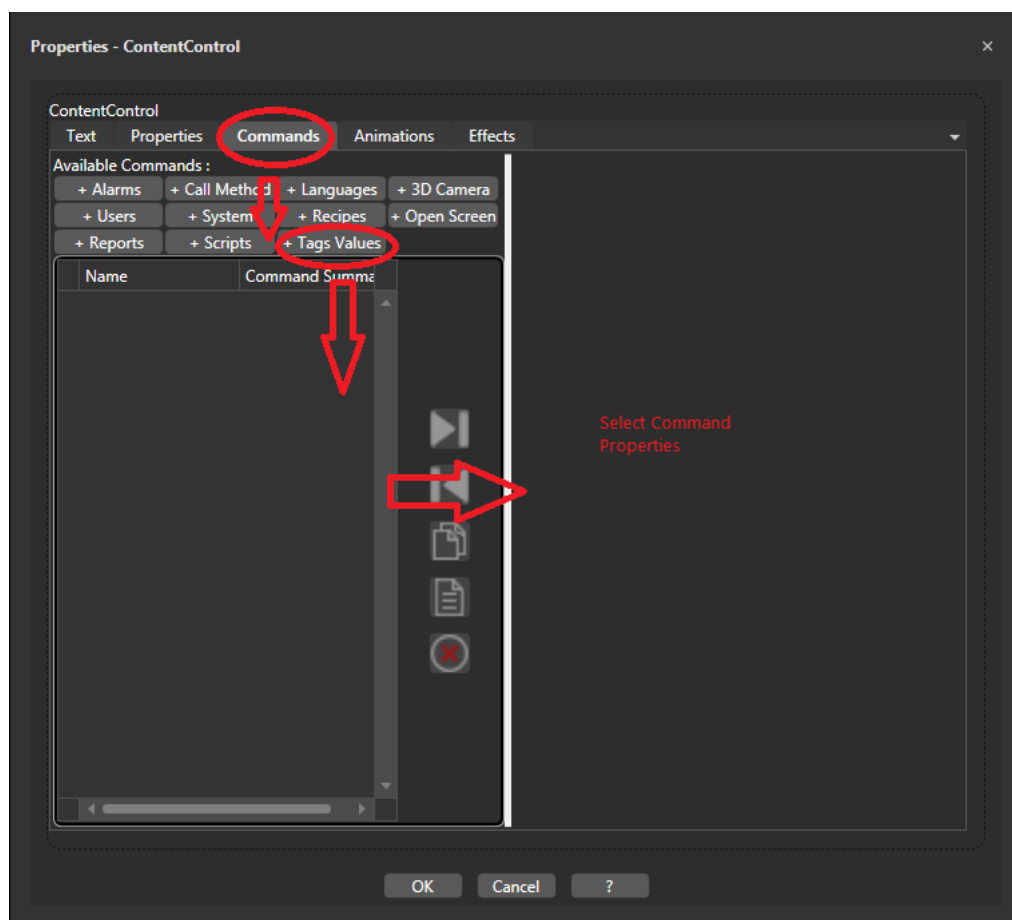 Properties - ContentControl
ContentControl
Text Properties Commands Animations Effects
Available Commands :
+ Alarms + Call Method + Languages + 3D Camera
+ Users + System + Recipes + Open Screen
+ Reports + Scripts + Tags Values
Name Command Summa
Select Command
Properties
OK Cancel ?